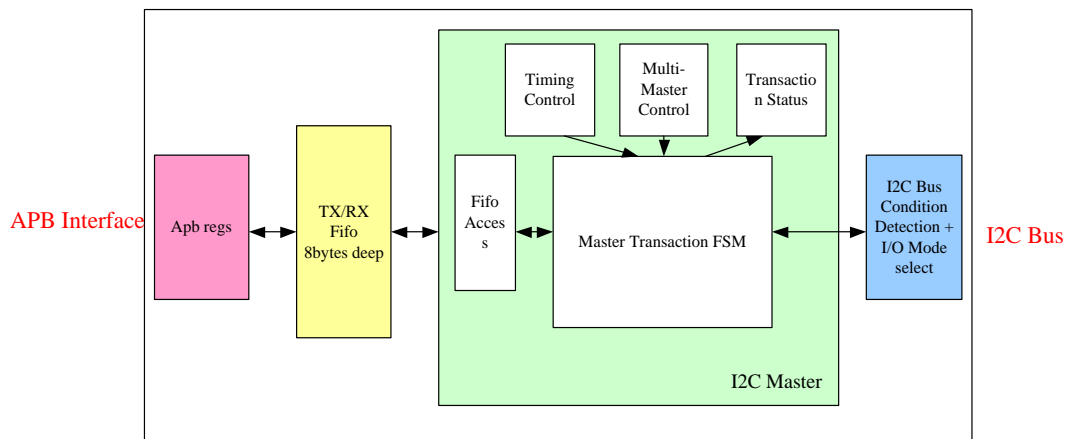 APB Interface
Apb regs
TX/RX
Fifo
8bytes deep
Timing
Control
Multi-
Master
Control
Transactio
n Status
Fifo
Acces
s
Master Transaction FSM
I2C Master
I2C Bus
Condition
Detection +
I/O Mode
select
I2C Bus